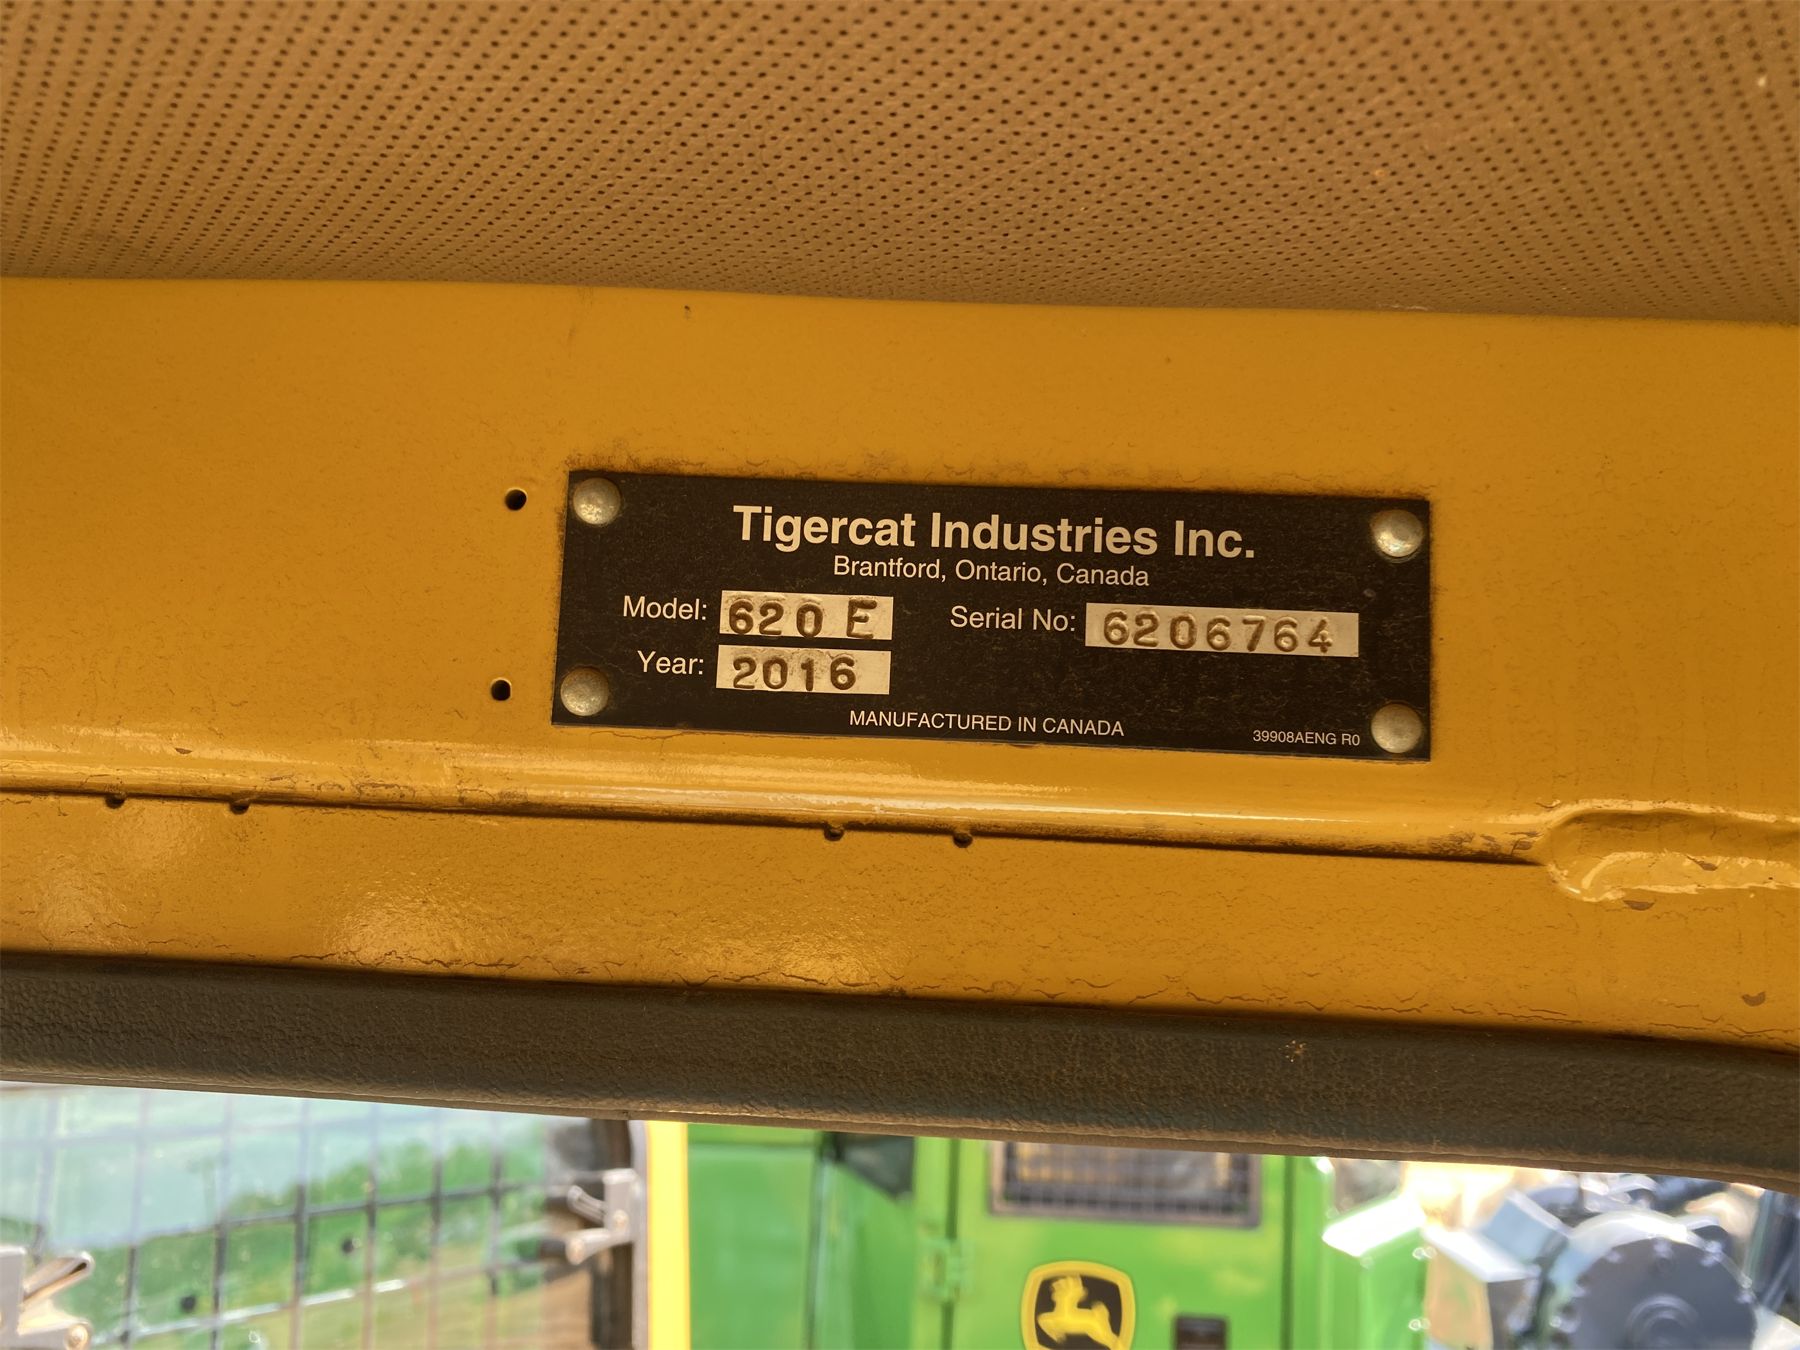 Tigercat Industries Inc.
Brantford, Ontario, Canada
Model: 620 E Serial No: 6206764
Year: 2016
MANUFACTURED IN CANADA
39908AENG R0